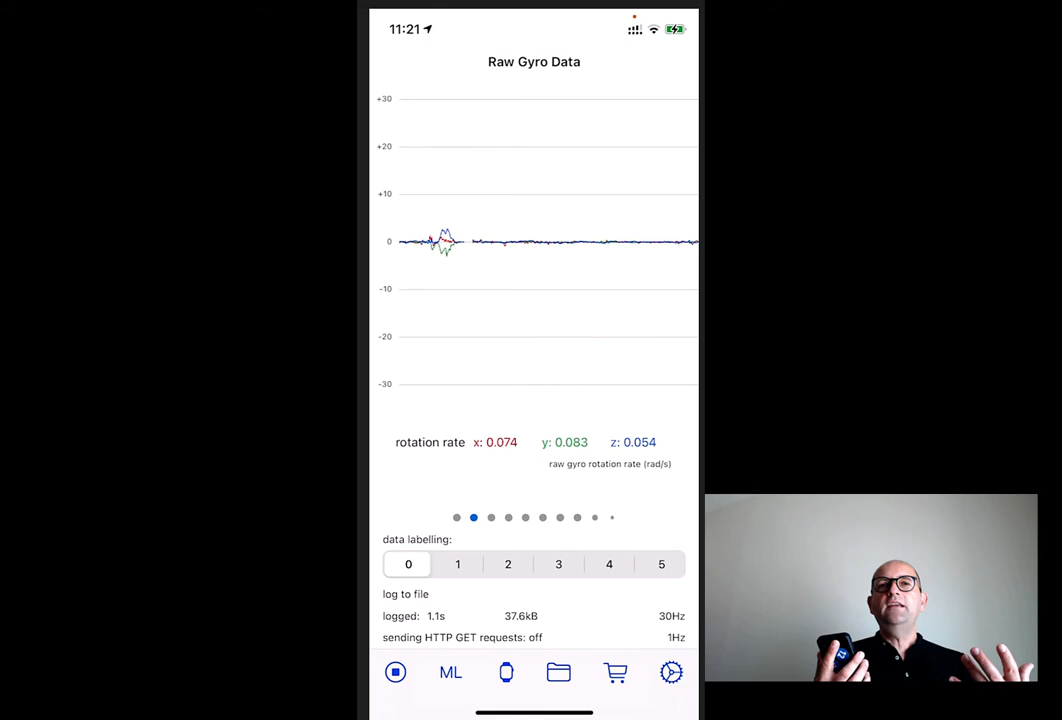 11:21
Raw Gyro Data
+30
+20
+10
0
-10
-20
-30
rotation rate x: 0.074 y: 0.083 z: 0.054
raw gyro rotation rate (rad/s)
data labelling:
0 1 2 3 4 5
log to file
logged: 1.1s 37.6kB 30Hz
sending HTTP GET requests: off 1Hz
ML